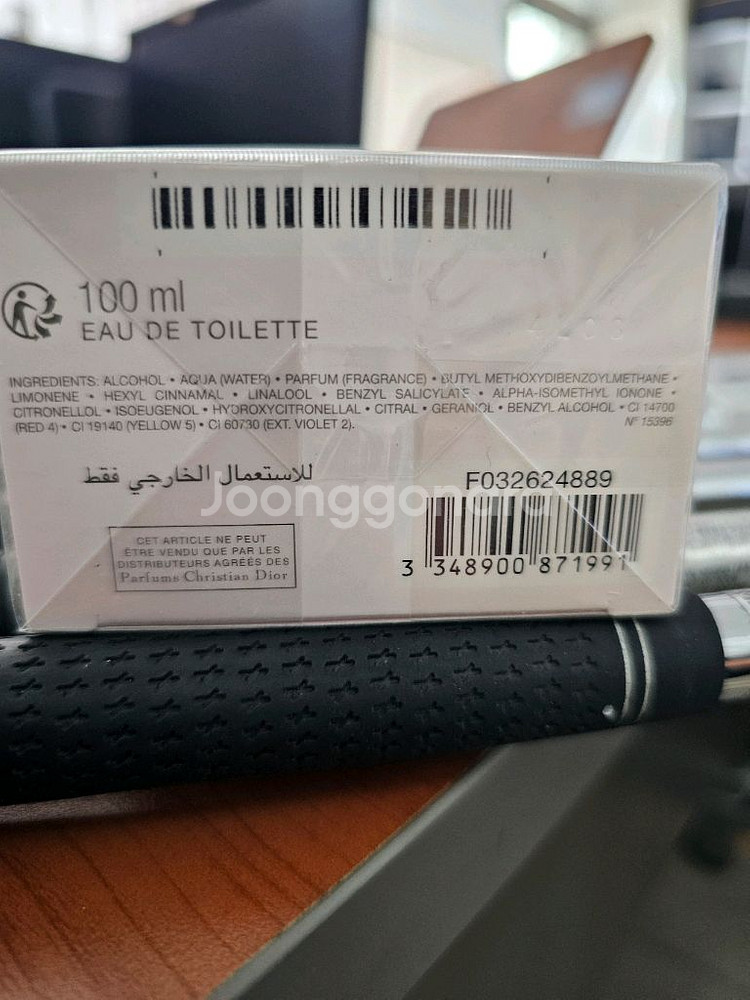 100 ml
EAU DE TOILETTE
INGREDIENTS: ALCOHOL • AQUA (WATER) • PARFUM (FRAGRANCE) • BUTYL METHOXYDIBENZOYLMETHANE •
LIMONENE • HEXYL CINNAMAL • LINALOOL • BENZYL SALICYLATE • ALPHA-ISOMETHYL IONONE •
CITRONELLOL • ISOEUGENOL • HYDROXYCITRONELLAL • CITRAL • GERANIOL • BENZYL ALCOHOL • CI 14700
(RED 4) • CI 19140 (YELLOW 5) • CI 60730 (EXT. VIOLET 2).
N° 15396
للاستعمال الخارجي فقط
F032624889
Joonggonara
CET ARTICLE NE PEUT
ÊTRE VENDU QUE PAR LES
DISTRIBUTEURS AGRÉÉS DES
Parfums Christian Dior
3 348900 871991